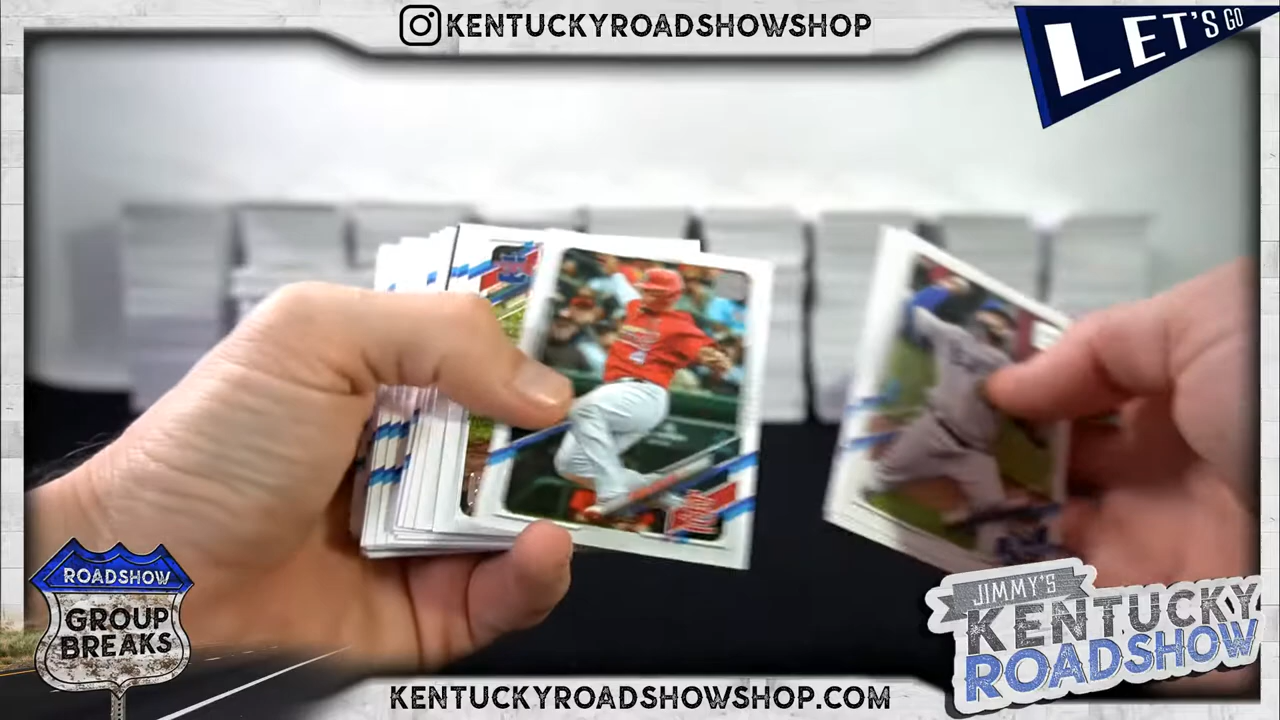 KENTUCKYROADSHOWSHOP
LET'S GO
ROADSHOW
GROUP
BREAKS
JIMMY'S
KENTUCKY
ROADSHOW
KENTUCKYROADSHOWSHOP.COM